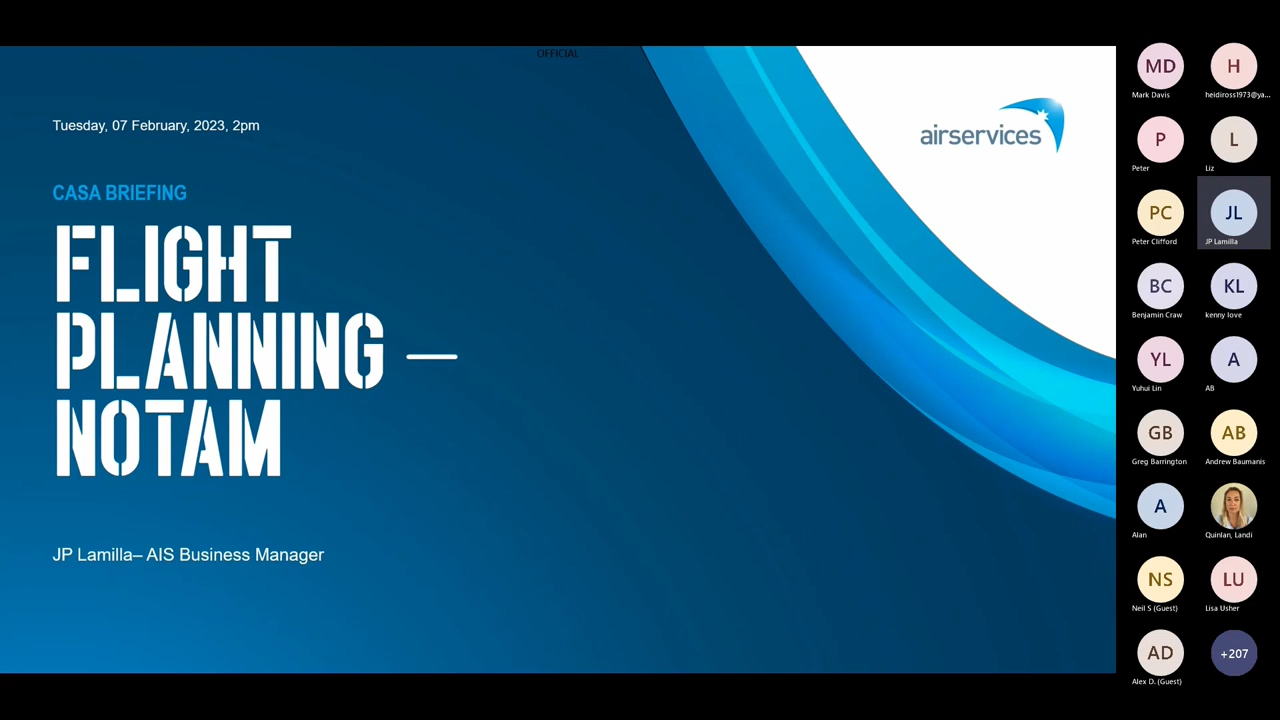 OFFICIAL
Tuesday, 07 February, 2023, 2pm
airservices
CASA BRIEFING
FLIGHT
PLANNING —
NOTAM
JP Lamilla– AIS Business Manager
MD
Mark Davis
H
heidiross1973@ya...
P
Peter
L
Liz
PC
Peter Clifford
JL
JP Lamilla
BC
Benjamin Craw
KL
kenny love
YL
Yuhui Lin
A
AB
GB
Greg Barrington
AB
Andrew Baumanis
A
Alan
Quinlan, Landi
NS
Neil S (Guest)
LU
Lisa Usher
AD
Alex D. (Guest)
+207